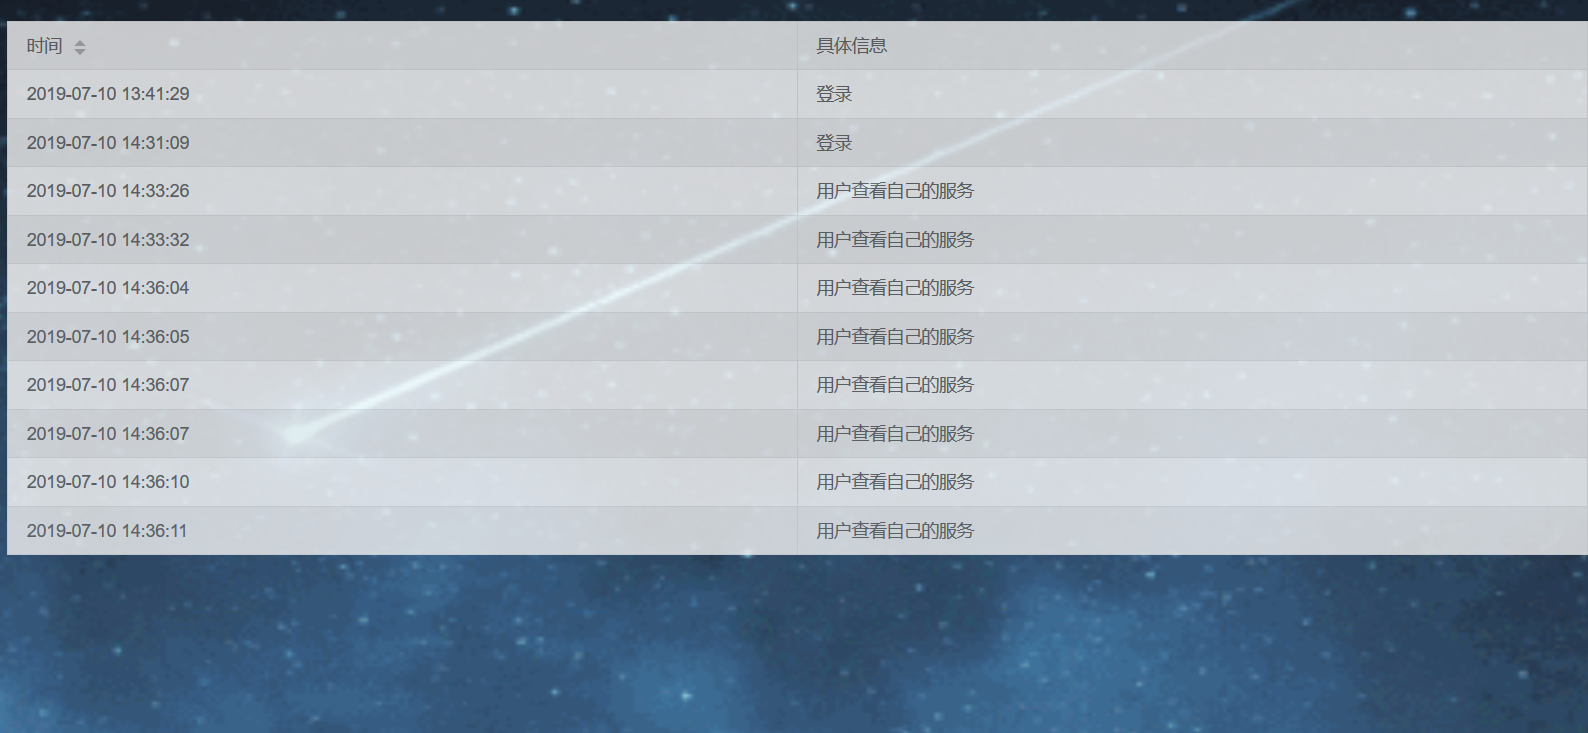 时间 具体信息
2019-07-10 13:41:29 登录
2019-07-10 14:31:09 登录
2019-07-10 14:33:26 用户查看自己的服务
2019-07-10 14:33:32 用户查看自己的服务
2019-07-10 14:36:04 用户查看自己的服务
2019-07-10 14:36:05 用户查看自己的服务
2019-07-10 14:36:07 用户查看自己的服务
2019-07-10 14:36:07 用户查看自己的服务
2019-07-10 14:36:10 用户查看自己的服务
2019-07-10 14:36:11 用户查看自己的服务